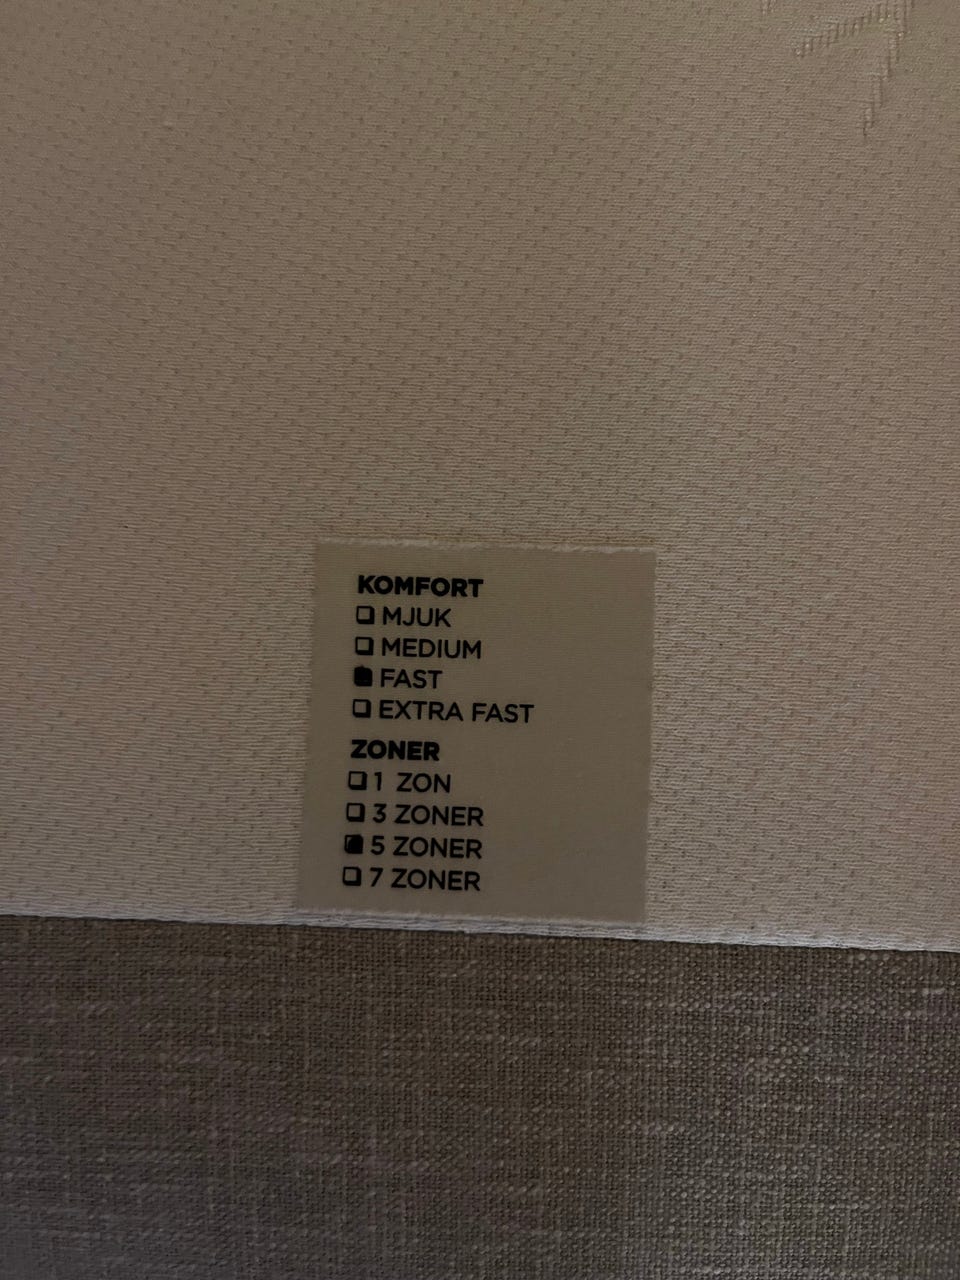 KOMFORT
☐ MJUK
☐ MEDIUM
■ FAST
☐ EXTRA FAST
ZONER
☐ 1 ZON
☐ 3 ZONER
■ 5 ZONER
☐ 7 ZONER